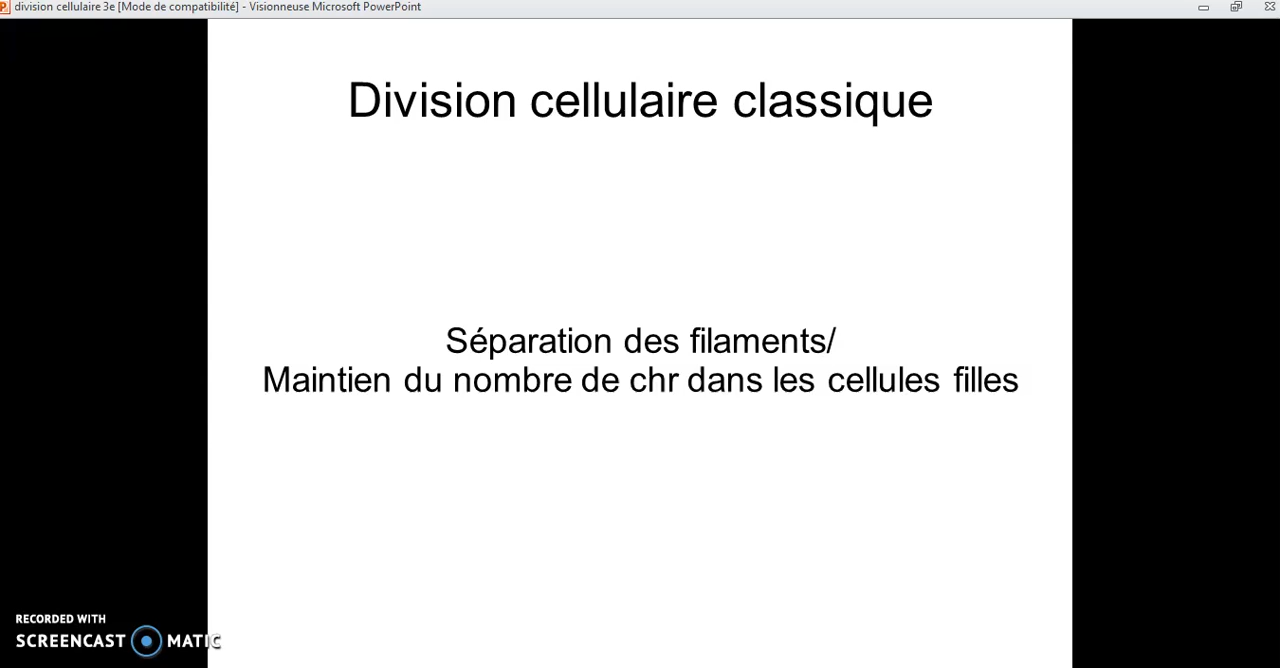 division cellulaire 3e [Mode de compatibilité] - Visionneuse Microsoft PowerPoint
Division cellulaire classique
Séparation des filaments/
Maintien du nombre de chr dans les cellules filles
RECORDED WITH
SCREENCAST MATIC